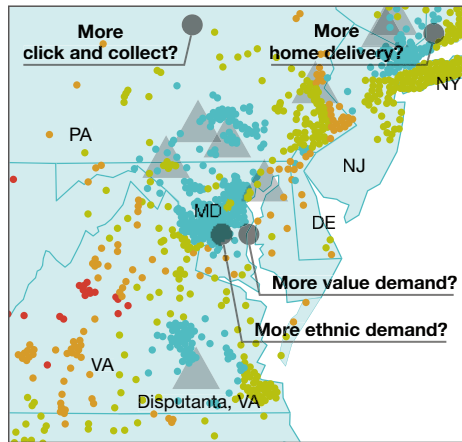 More
click and collect?
More
home delivery?
NY
PA
NJ
MD
DE
More value demand?
More ethnic demand?
VA
Disputanta, VA